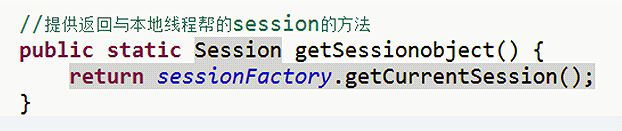 //提供返回与本地线程帮的session的方法
public static Session getSessionobject() {
    return sessionFactory.getCurrentSession();
}